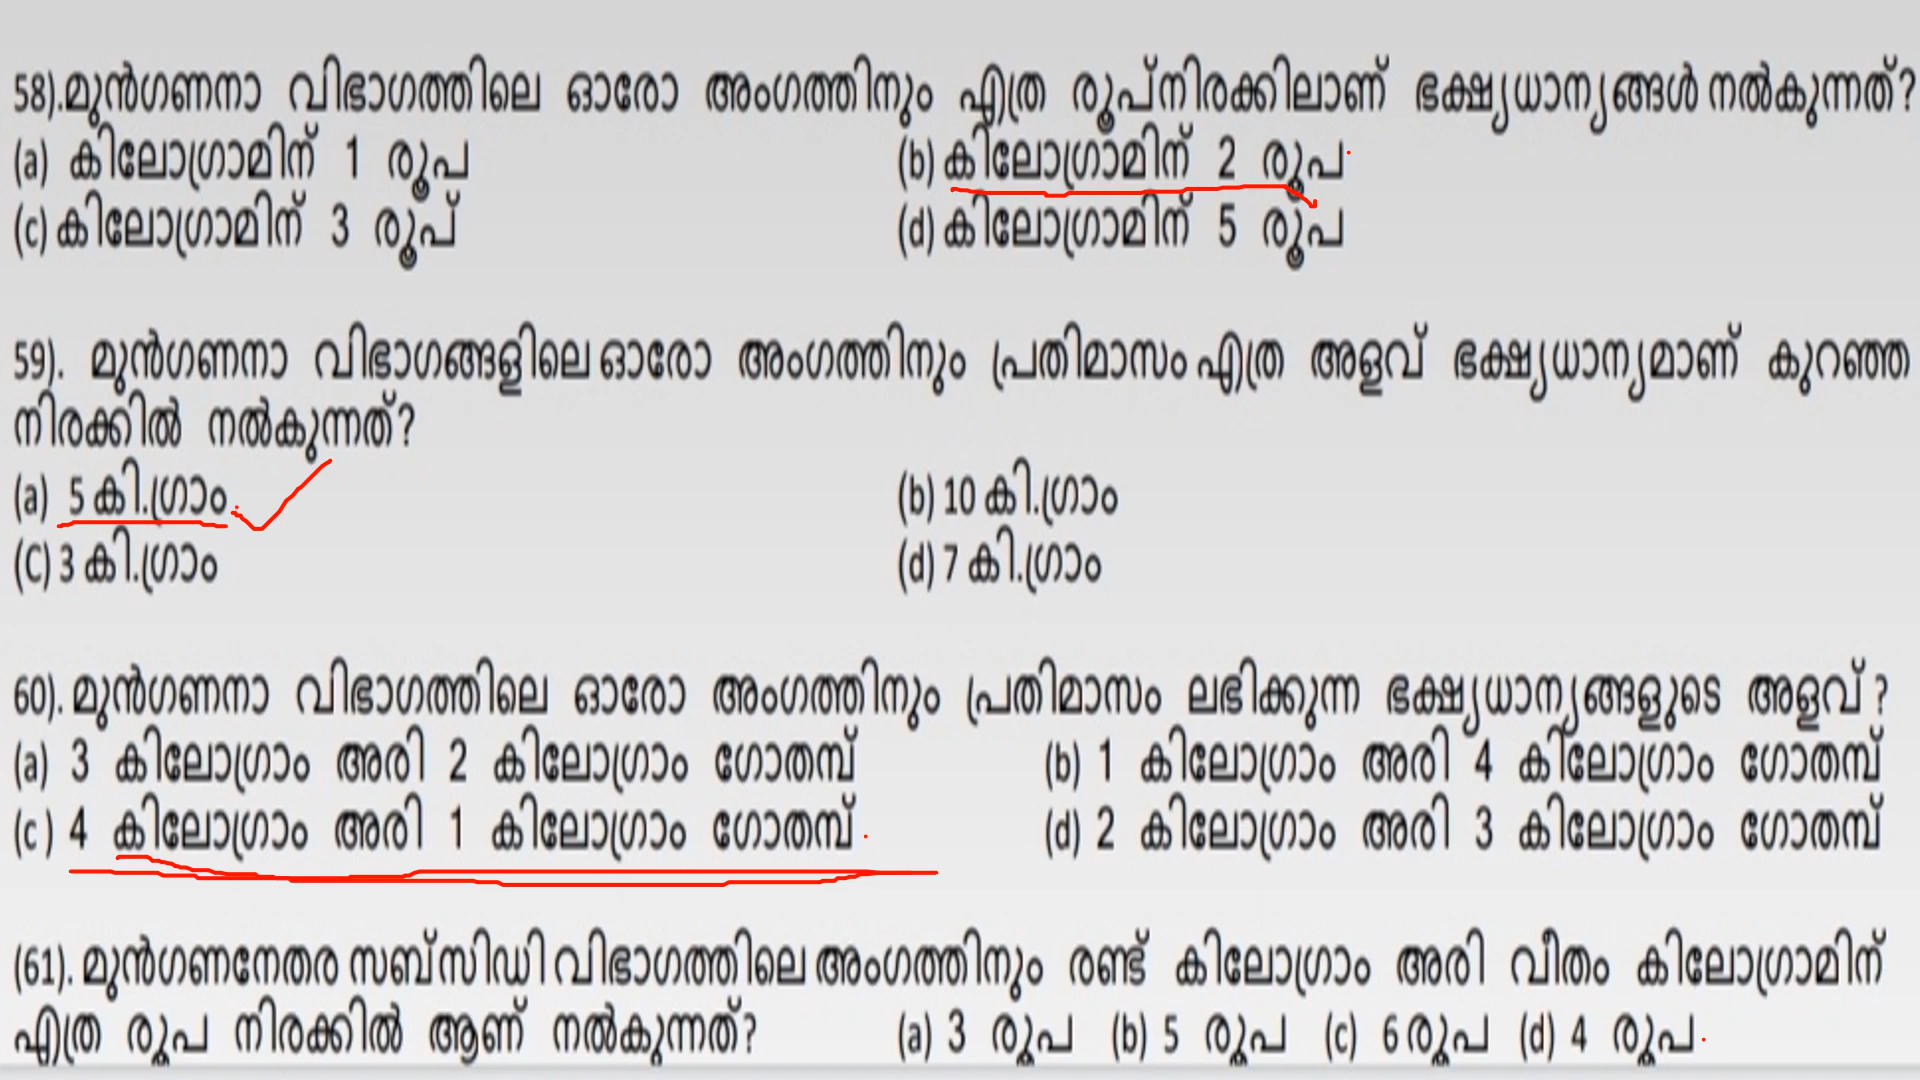 58).മുൻഗണനാ വിഭാഗത്തിലെ ഓരോ അംഗത്തിനും എത്ര രൂപ്നിരക്കിലാണ് ഭക്ഷ്യധാന്യങ്ങൾ നൽകുന്നത്?
(a) കിലോഗ്രാമിന് 1 രൂപ (b) കിലോഗ്രാമിന് 2 രൂപ
(c) കിലോഗ്രാമിന് 3 രൂപ് (d) കിലോഗ്രാമിന് 5 രൂപ
59). മുൻഗണനാ വിഭാഗങ്ങളിലെ ഓരോ അംഗത്തിനും പ്രതിമാസം എത്ര അളവ് ഭക്ഷ്യധാന്യമാണ് കുറഞ്ഞ
നിരക്കിൽ നൽകുന്നത്?
(a) 5 കി.ഗ്രാം (b) 10 കി.ഗ്രാം
(C) 3 കി.ഗ്രാം (d) 7 കി.ഗ്രാം
60). മുൻഗണനാ വിഭാഗത്തിലെ ഓരോ അംഗത്തിനും പ്രതിമാസം ലഭിക്കുന്ന ഭക്ഷ്യധാന്യങ്ങളുടെ അളവ് ?
(a) 3 കിലോഗ്രാം അരി 2 കിലോഗ്രാം ഗോതമ്പ് (b) 1 കിലോഗ്രാം അരി 4 കിലോഗ്രാം ഗോതമ്പ്
(c ) 4 കിലോഗ്രാം അരി 1 കിലോഗ്രാം ഗോതമ്പ് (d) 2 കിലോഗ്രാം അരി 3 കിലോഗ്രാം ഗോതമ്പ്
(61). മുൻഗണനേതര സബ്സിഡി വിഭാഗത്തിലെ അംഗത്തിനും രണ്ട് കിലോഗ്രാം അരി വീതം കിലോഗ്രാമിന്
എത്ര രൂപ നിരക്കിൽ ആണ് നൽകുന്നത്? (a) 3 രൂപ (b) 5 രൂപ (c) 6 രൂപ (d) 4 രൂപ